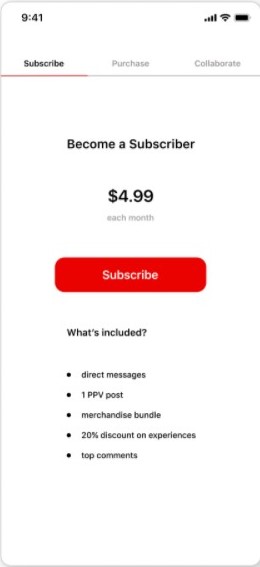 9:41
Subscribe Purchase Collaborate
Become a Subscriber
$4.99
each month
Subscribe
What's included?
• direct messages
• 1 PPV post
• merchandise bundle
• 20% discount on experiences
• top comments